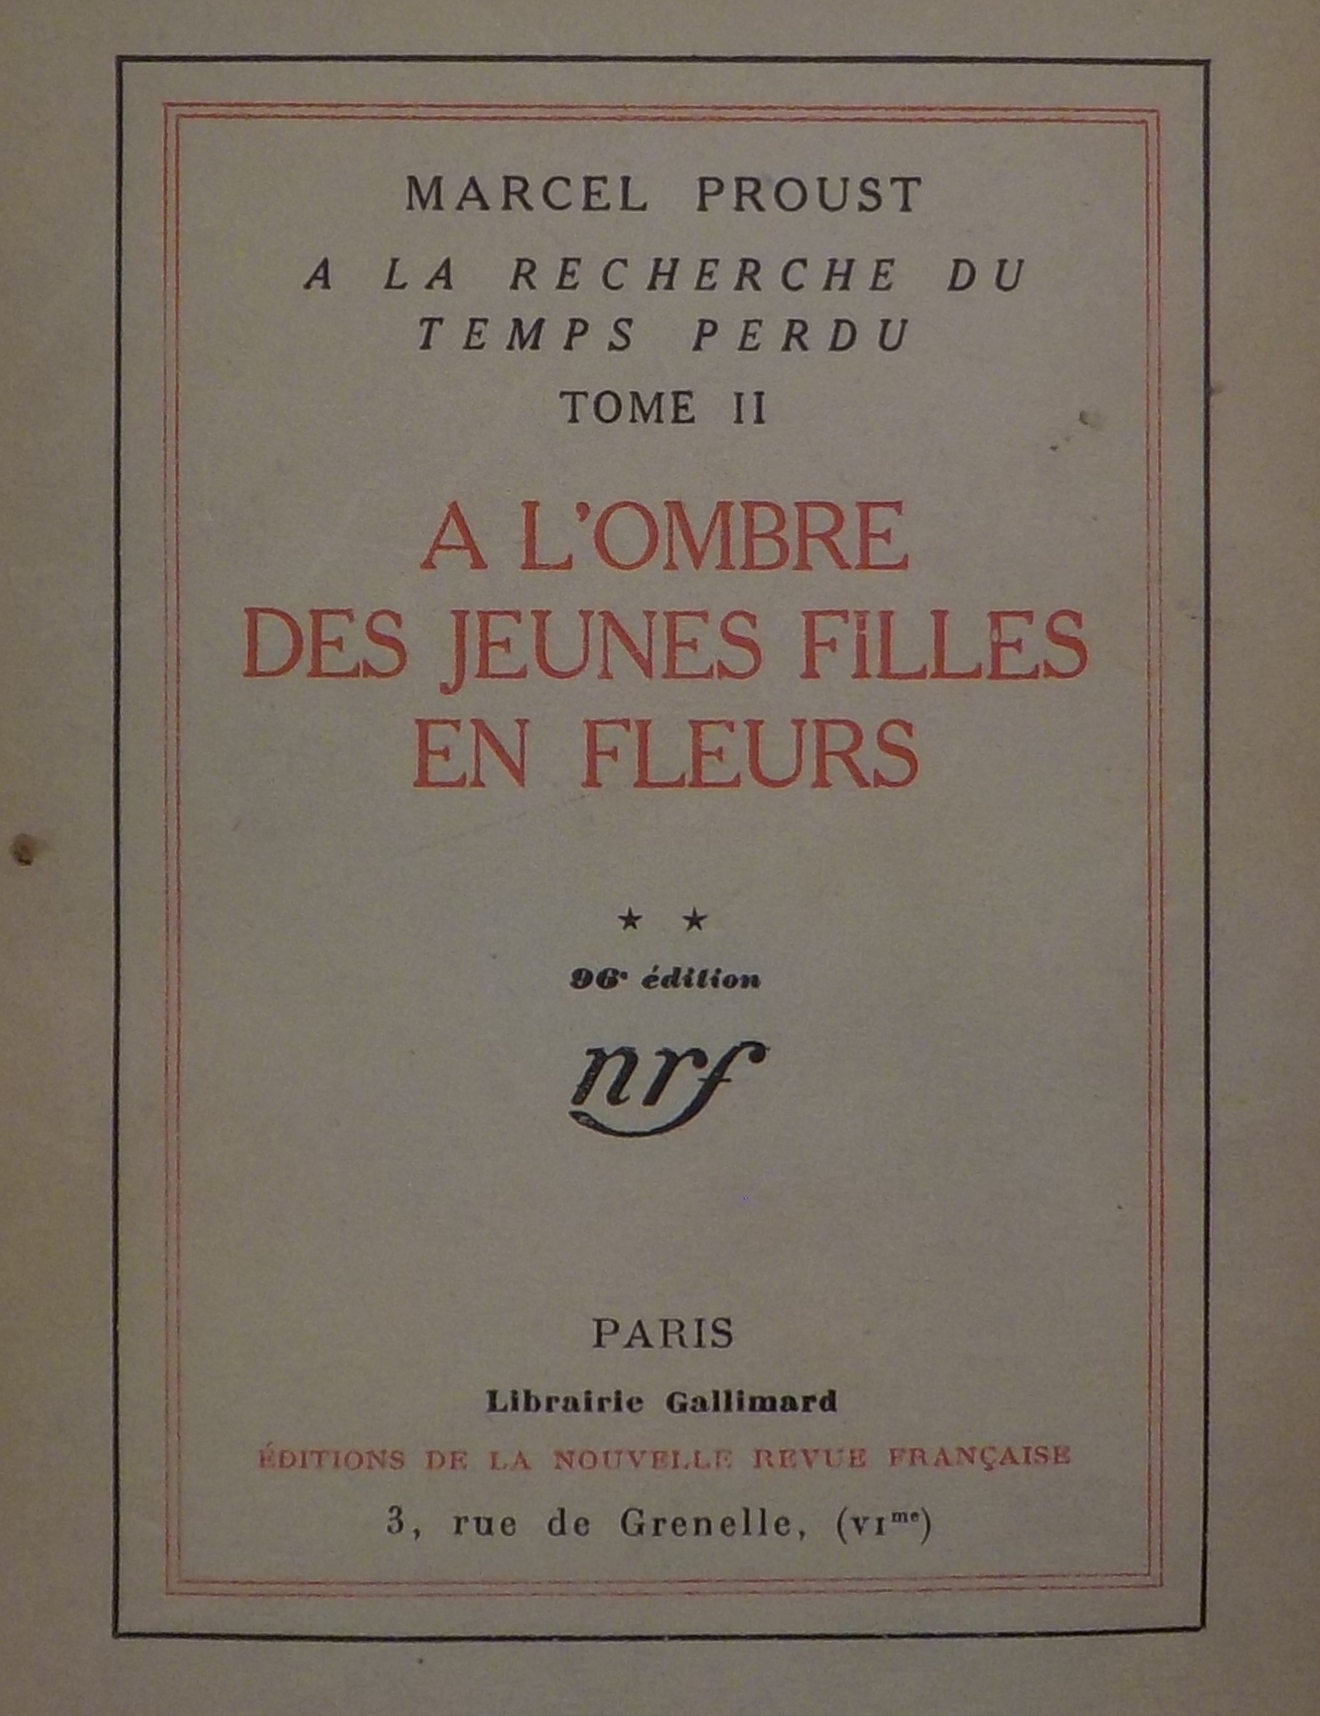 MARCEL PROUST
A LA RECHERCHE DU
TEMPS PERDU
TOME II
A L'OMBRE
DES JEUNES FILLES
EN FLEURS
★ ★
96e édition
nrf
PARIS
Librairie Gallimard
ÉDITIONS DE LA NOUVELLE REVUE FRANÇAISE
3, rue de Grenelle, (VIme)